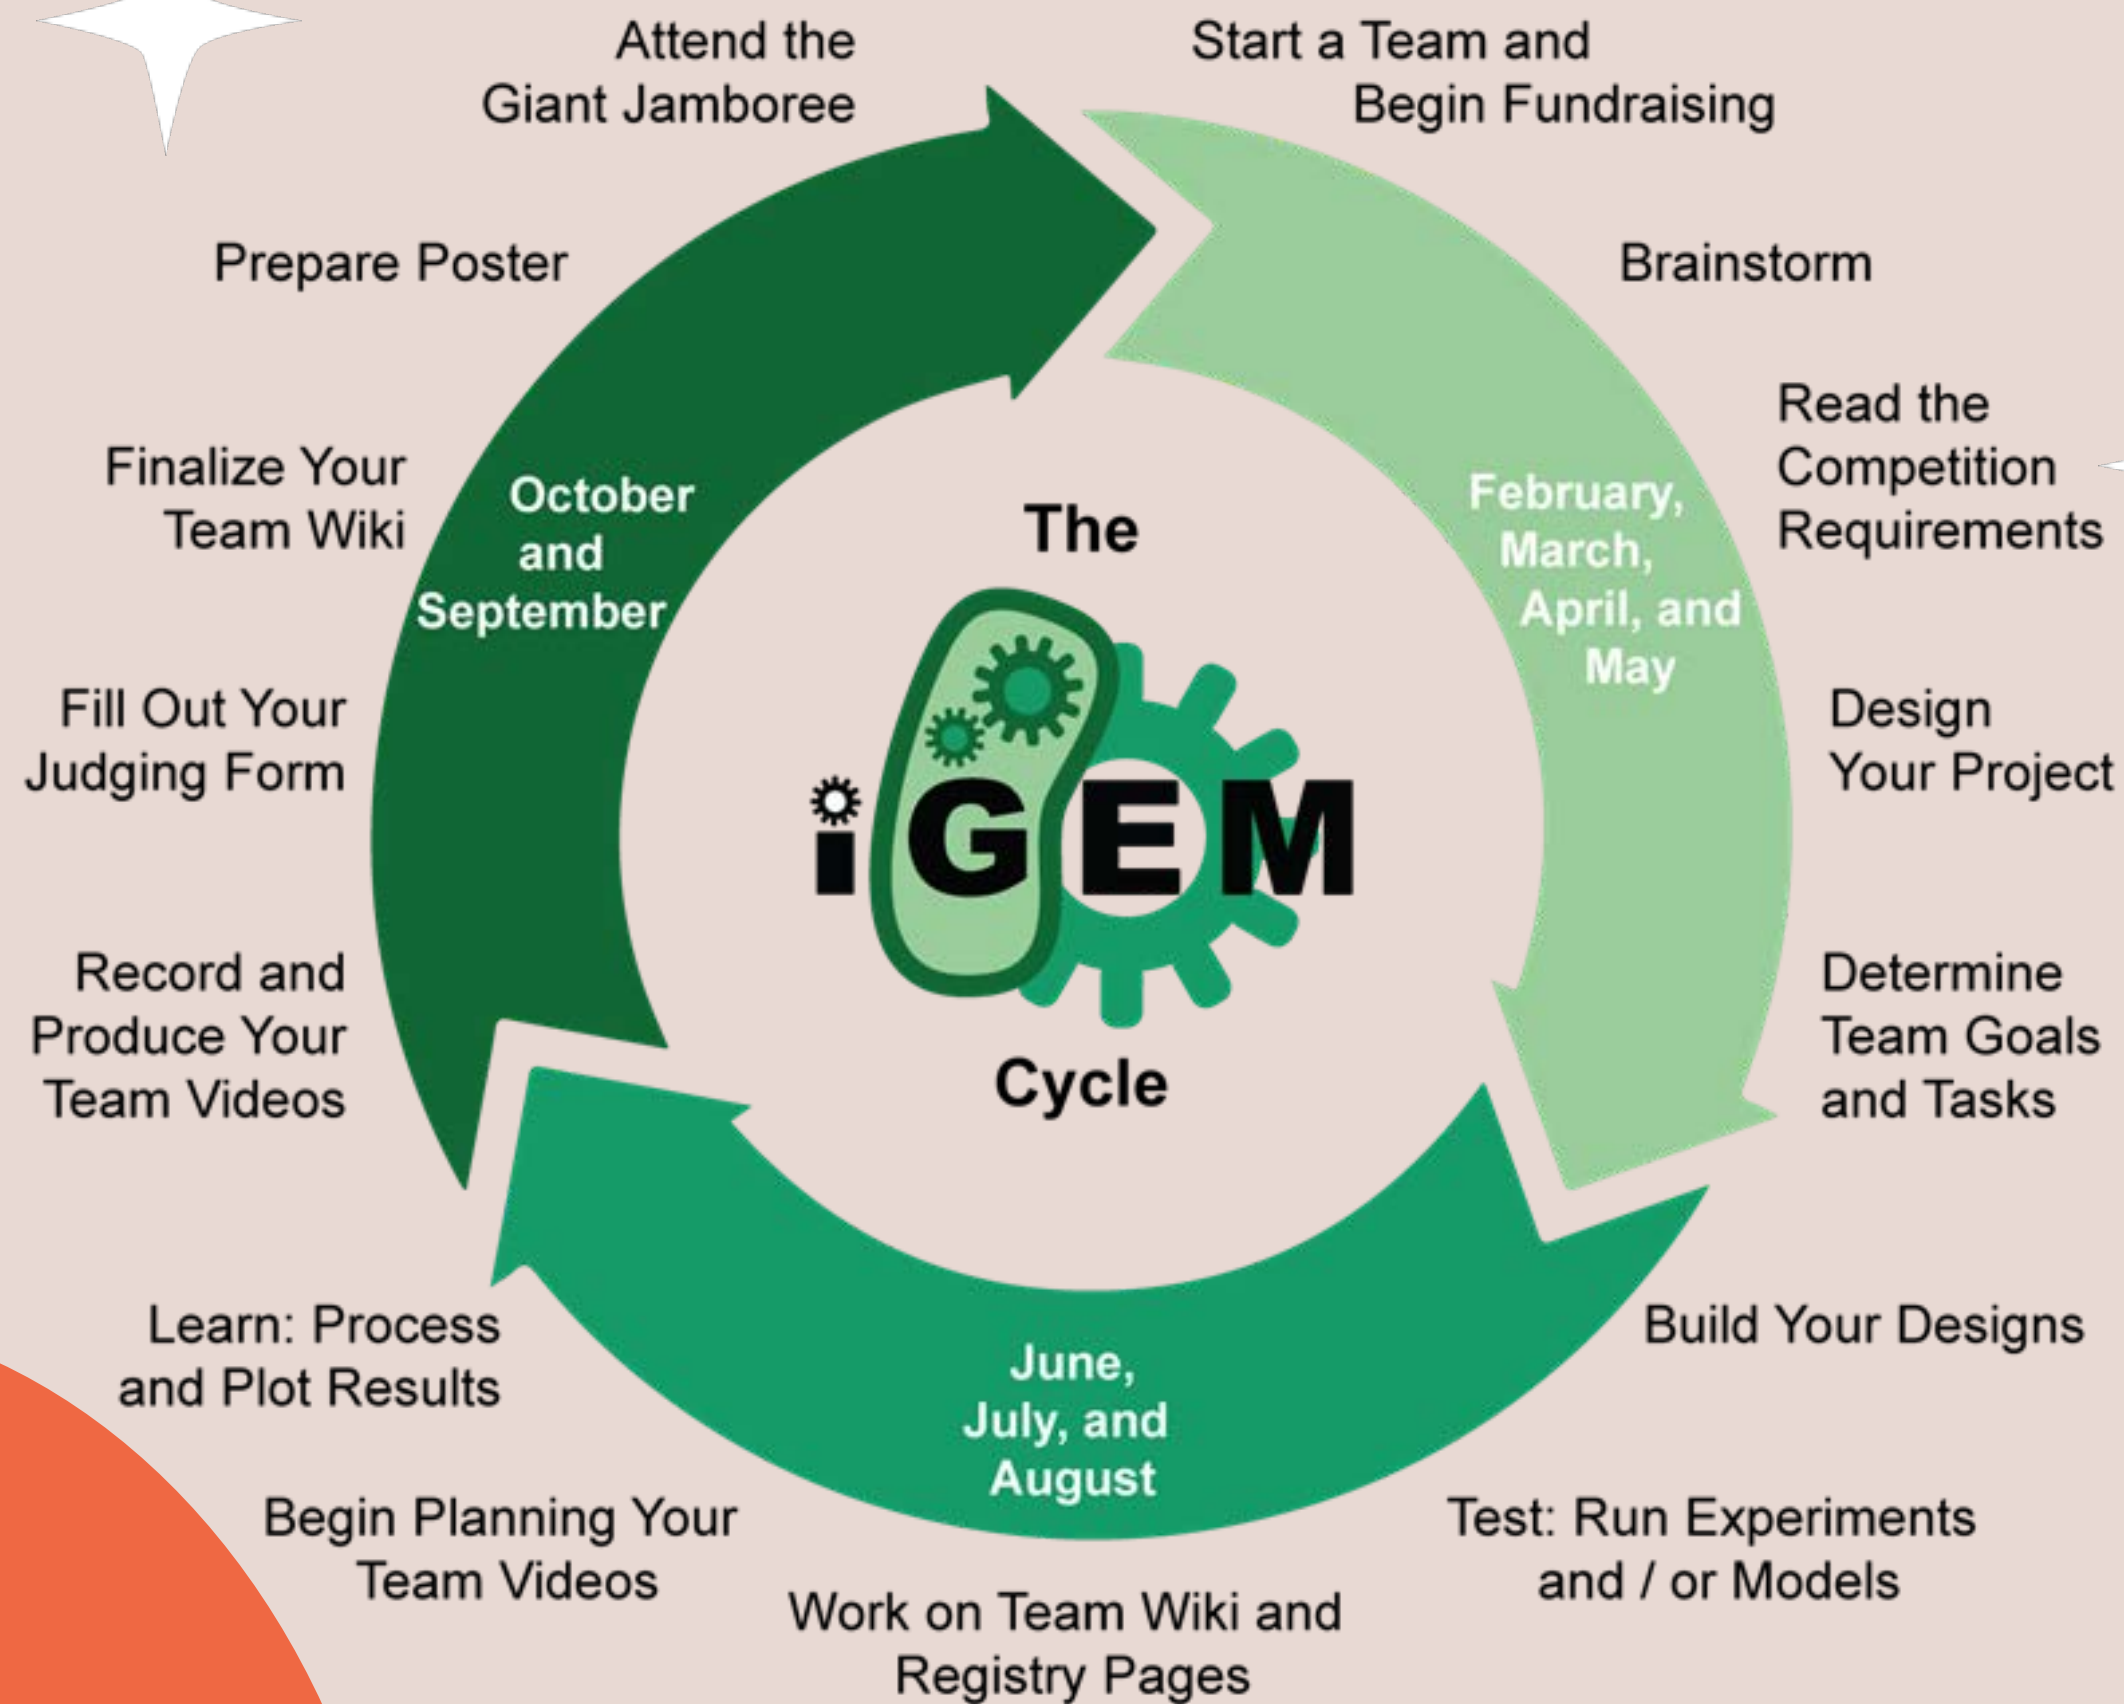 Attend the
Giant Jamboree
Start a Team and
Begin Fundraising
Prepare Poster
Brainstorm
Read the
Competition
Requirements
Finalize Your
Team Wiki
October
and
September
February,
March,
April, and
May
The
iGEM
Cycle
Fill Out Your
Judging Form
Design
Your Project
Record and
Produce Your
Team Videos
Determine
Team Goals
and Tasks
Learn: Process
and Plot Results
Build Your Designs
June,
July, and
August
Begin Planning Your
Team Videos
Test: Run Experiments
and / or Models
Work on Team Wiki and
Registry Pages